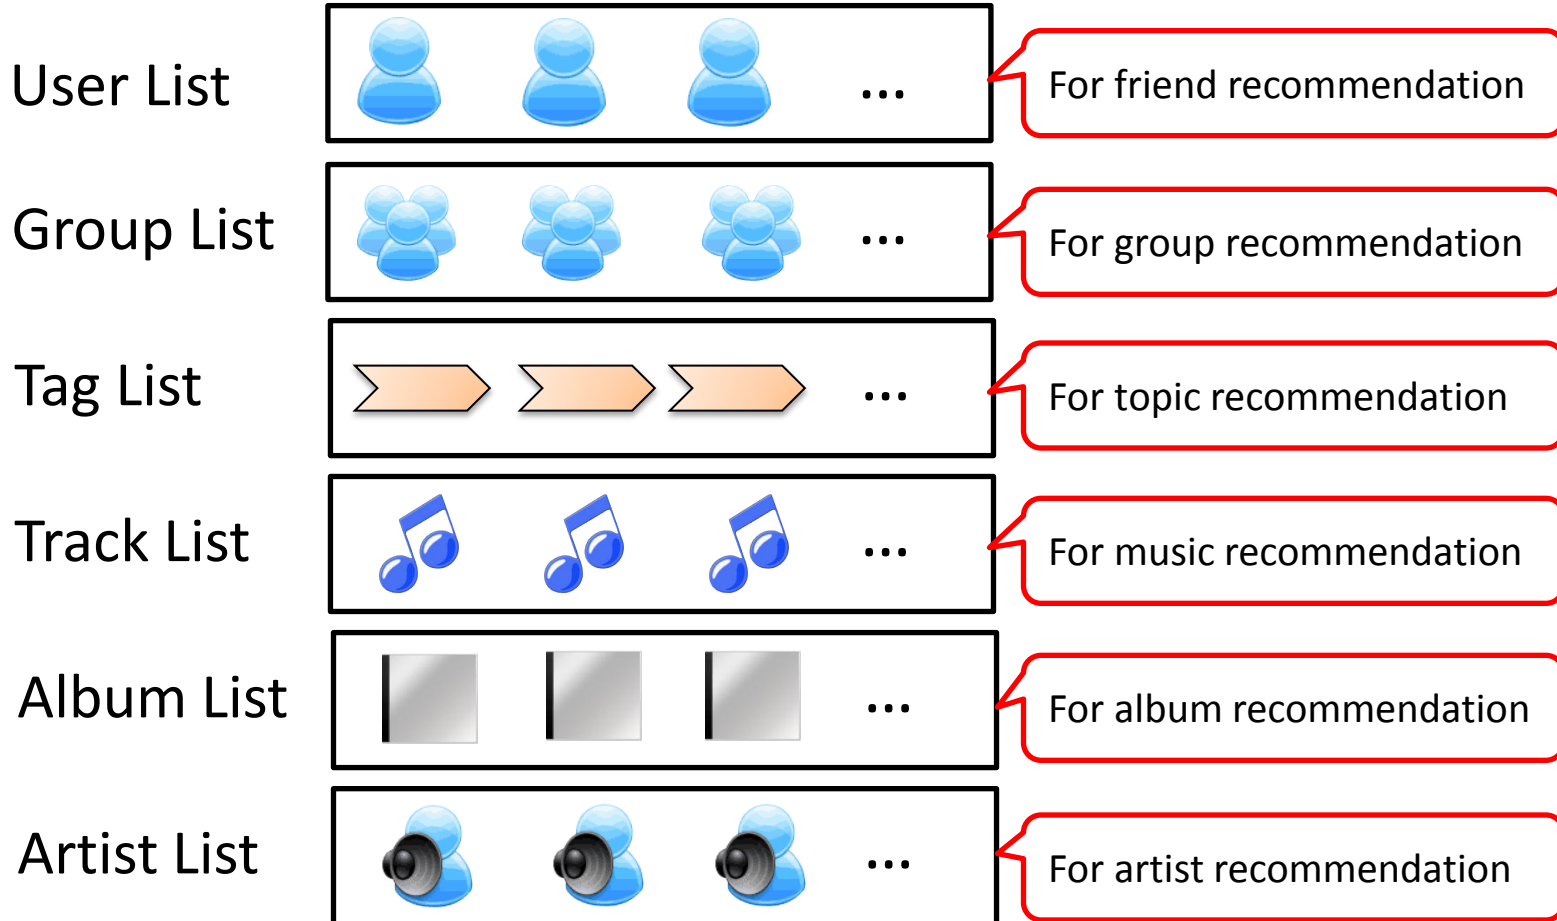 User List
...
For friend recommendation
Group List
...
For group recommendation
Tag List
...
For topic recommendation
Track List
...
For music recommendation
Album List
...
For album recommendation
Artist List
...
For artist recommendation